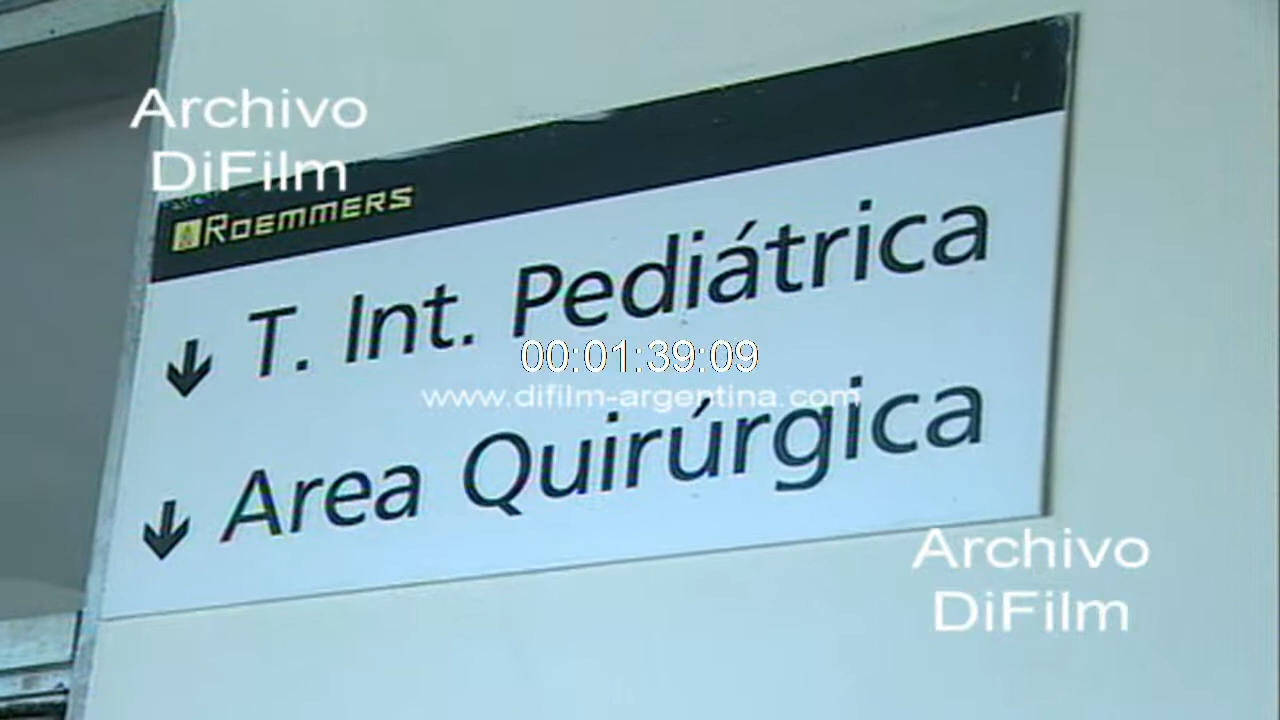 Archivo
DiFilm
ROEMMERS
↓ T. Int. Pediátrica
00:01:39:09
www.difilm-argentina.com
↓ Area Quirúrgica
Archivo
DiFilm